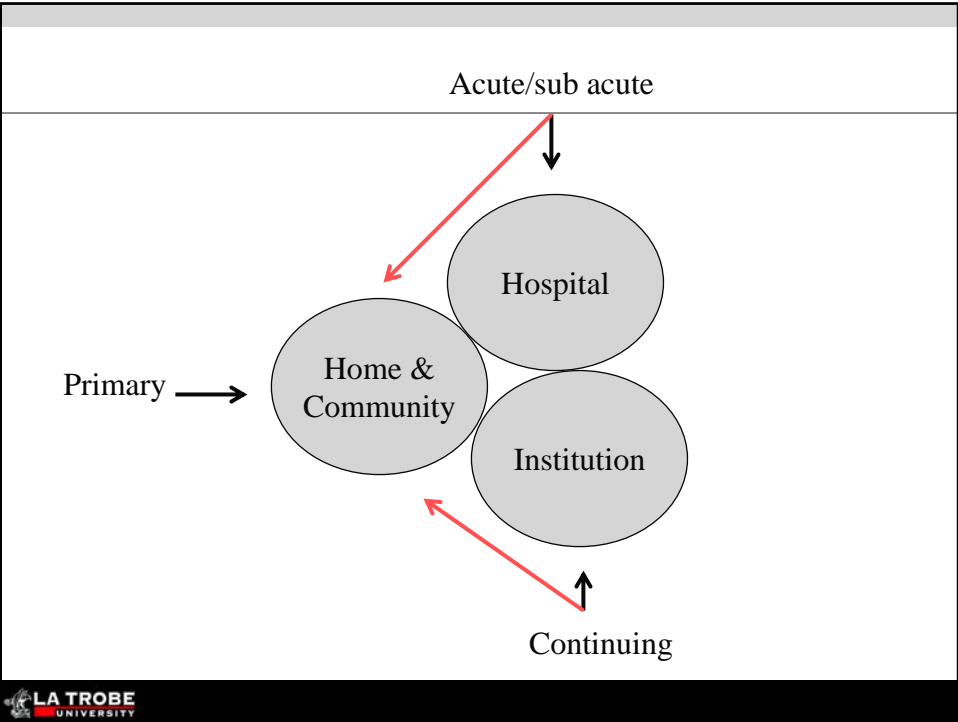 Acute/sub acute
Hospital
Home &
Community
Primary
Institution
Continuing
LA TROBE
UNIVERSITY